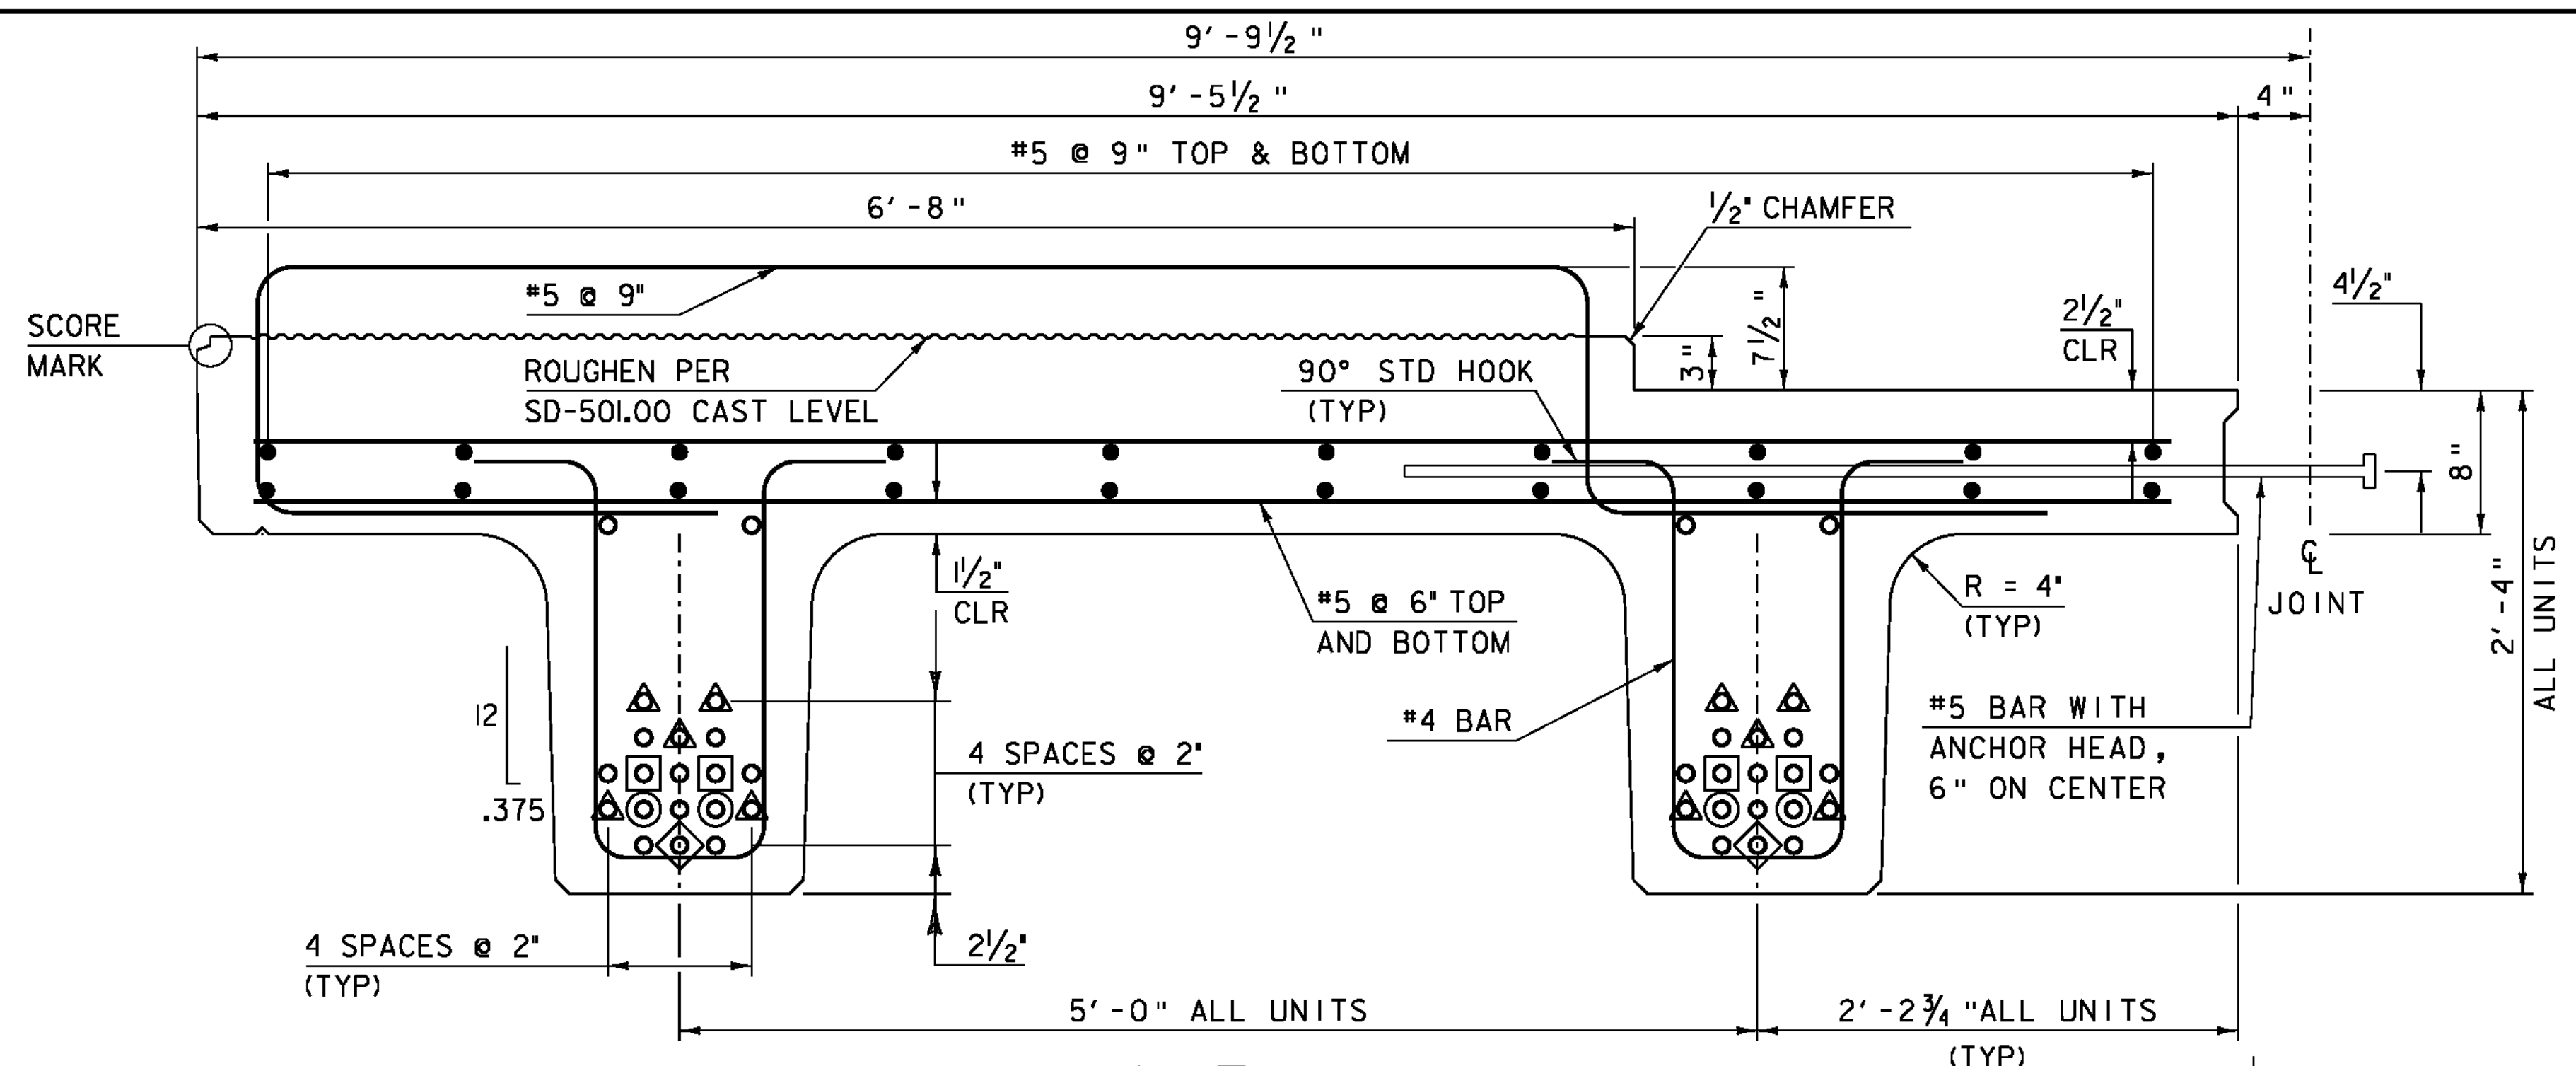 9'-9½"
9'-5½"
4"
#5 @ 9" TOP & BOTTOM
6'-8"
½" CHAMFER
#5 @ 9"
SCORE
MARK
ROUGHEN PER
SD-501.00 CAST LEVEL
90° STD HOOK
(TYP)
3"
7½"
2½"
CLR
4½"
8"
2'-4"
ALL UNITS
℄
JOINT
1½"
CLR
#5 @ 6" TOP
AND BOTTOM
R = 4"
(TYP)
12
.375
4 SPACES @ 2"
(TYP)
#4 BAR
#5 BAR WITH
ANCHOR HEAD,
6" ON CENTER
4 SPACES @ 2"
(TYP)
2½"
5'-0" ALL UNITS
2'-2¾"ALL UNITS
(TYP)